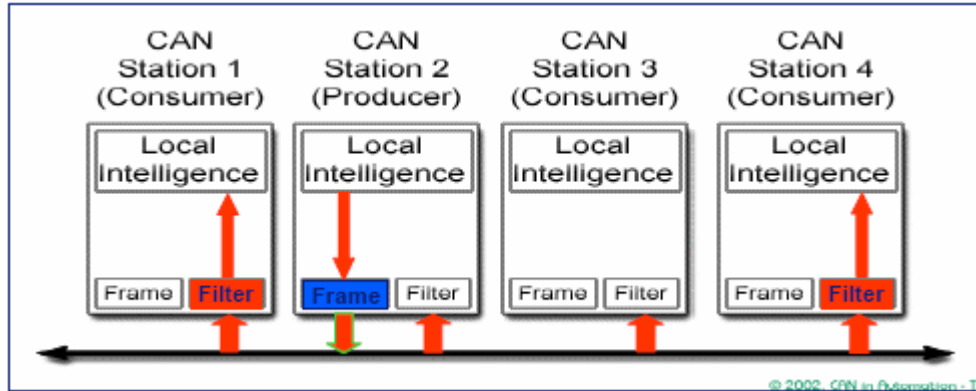 CAN
Station 1
(Consumer)
CAN
Station 2
(Producer)
CAN
Station 3
(Consumer)
CAN
Station 4
(Consumer)
Local
Intelligence
Local
Intelligence
Local
Intelligence
Local
Intelligence
Frame
Filter
Frame
Filter
Frame
Filter
Frame
Filter
© 2002, CAN in Automation - T